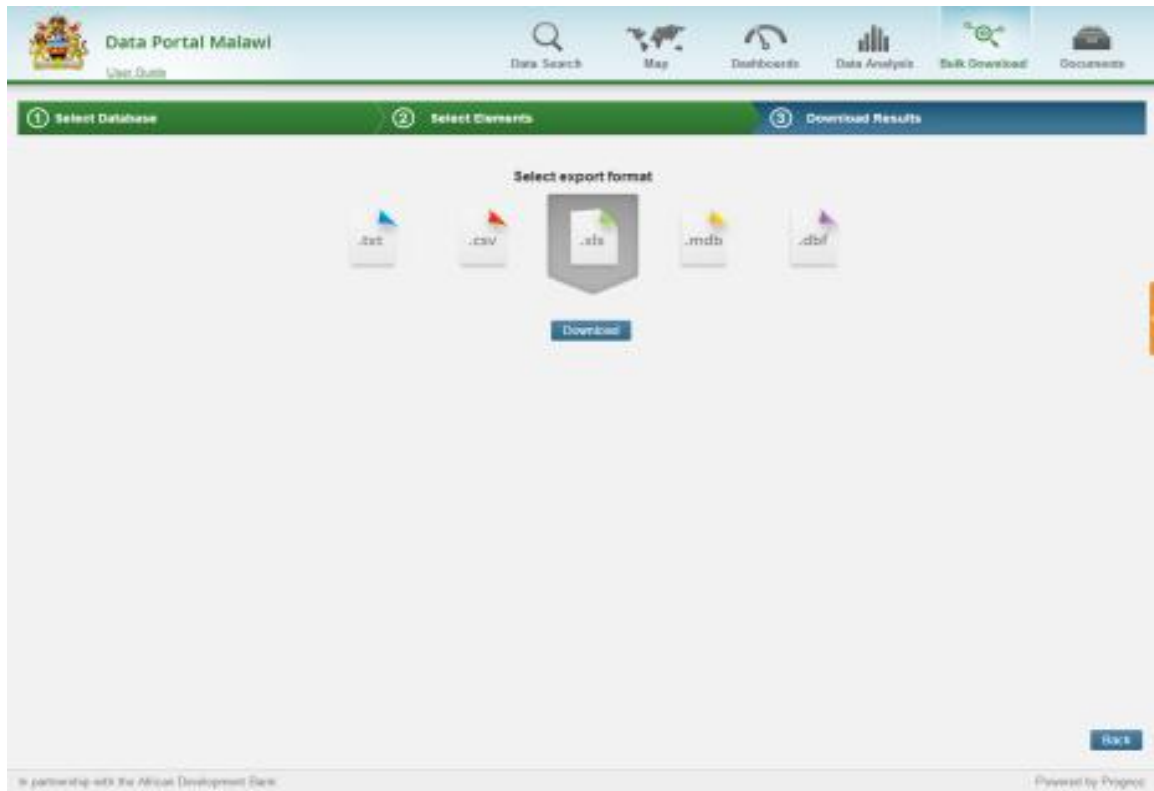 Data Portal Malawi
User Guide
Data Search
Map
Dashboards
Data Analysis
Bulk Download
Documents
1 Select Database
2 Select Elements
3 Download Results
Select export format
.txt
.csv
.xls
.mdb
.dbf
Download
Back
In partnership with the African Development Bank
Powered by Prognoz